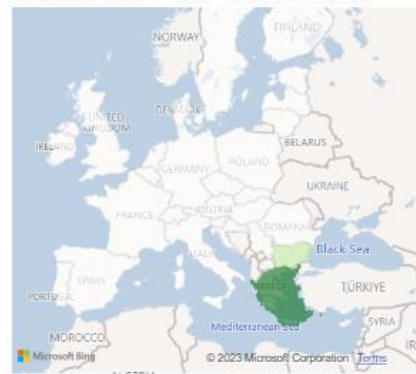 FINLAND
NORWAY
UNITED
KINGDOM
DENMARK
IRELAND
BELARUS
POLAND
GERMANY
UKRAINE
FRANCE
AUSTRIA
ROMANIA
ITALY
Black Sea
SPAIN
PORTUGAL
GREECE
TÜRKIYE
Mediterranean Sea
SYRIA
MOROCCO
Microsoft Bing
© 2023 Microsoft Corporation Terms